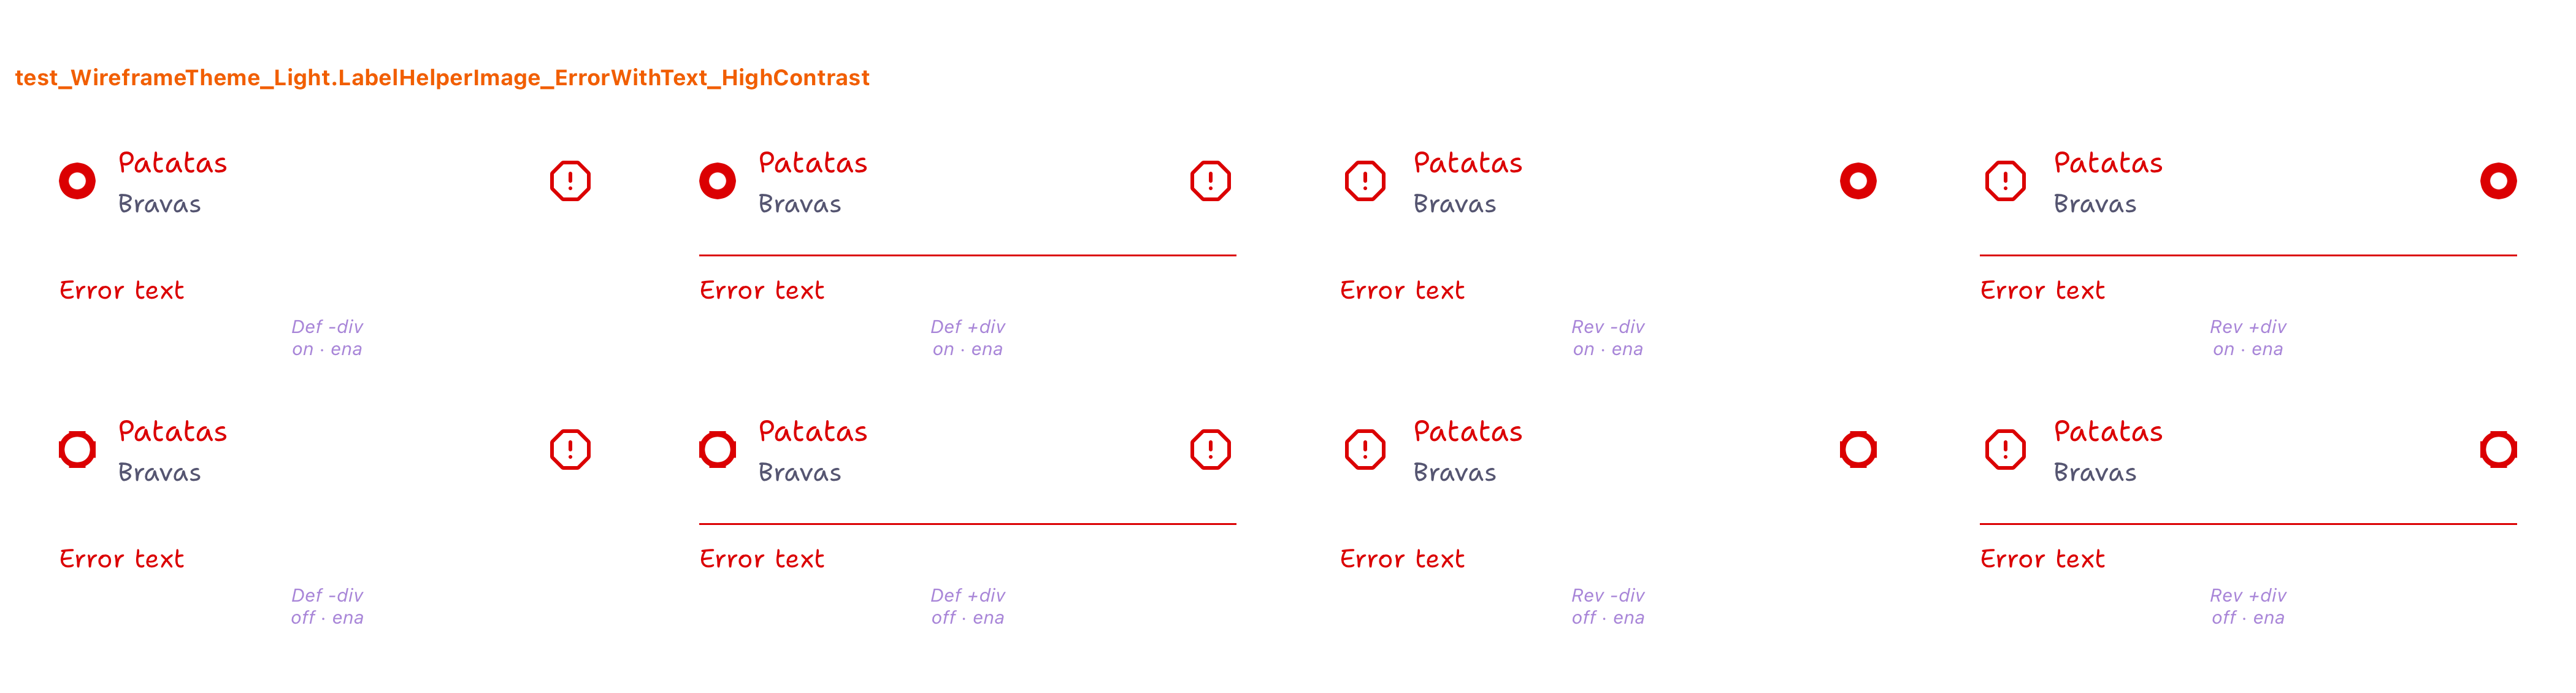 test_WireframeTheme_Light.LabelHelperImage_ErrorWithText_HighContrast
Patatas
Bravas
Error text
Def -div
on · ena
Patatas
Bravas
Error text
Def +div
on · ena
Patatas
Bravas
Error text
Rev -div
on · ena
Patatas
Bravas
Error text
Rev +div
on · ena
Patatas
Bravas
Error text
Def -div
off · ena
Patatas
Bravas
Error text
Def +div
off · ena
Patatas
Bravas
Error text
Rev -div
off · ena
Patatas
Bravas
Error text
Rev +div
off · ena